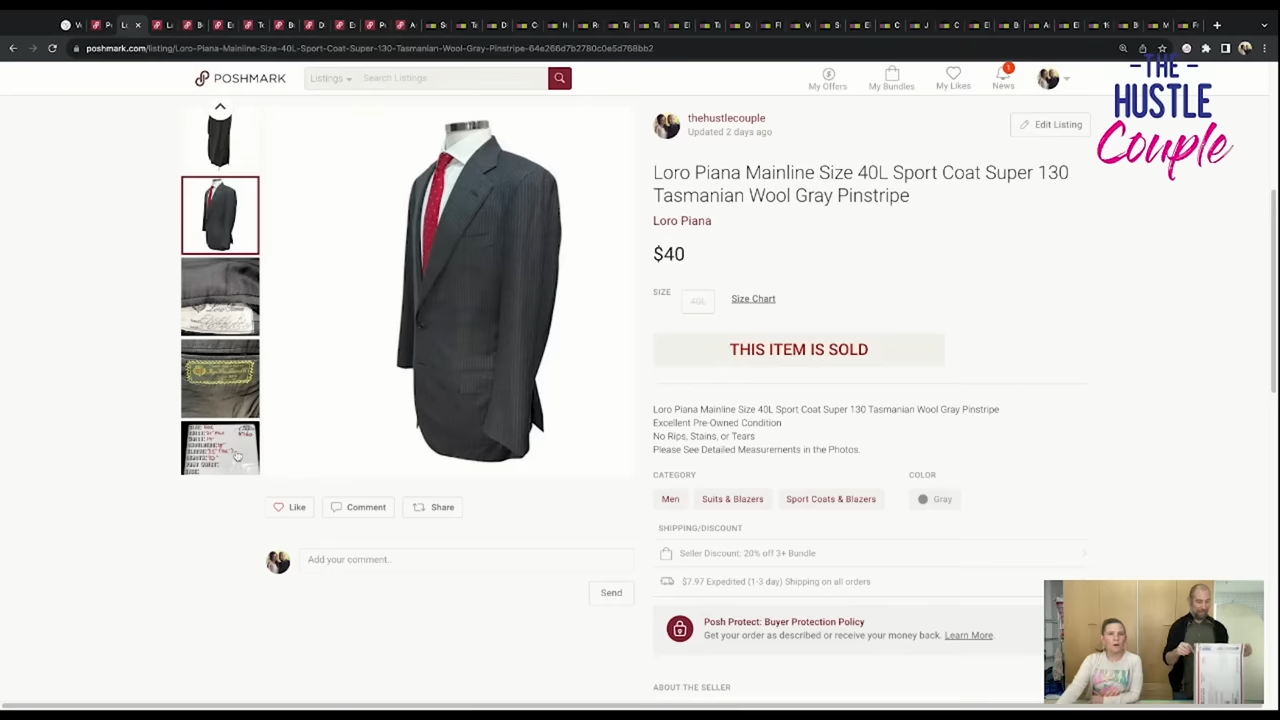 poshmark.com/listing/Loro-Piana-Mainline-Size-40L-Sport-Coat-Super-130-Tasmanian-Wool-Gray-Pinstripe-64e266d7b2780c0e5d768bb2
POSHMARK
Listings
Search Listings
My Offers
My Bundles
My Likes
1
News
THE
HUSTLE
Couple
thehustlecouple
Updated 2 days ago
Edit Listing
Loro Piana Mainline Size 40L Sport Coat Super 130
Tasmanian Wool Gray Pinstripe
Loro Piana
$40
SIZE
40L
Size Chart
THIS ITEM IS SOLD
Loro Piana Mainline Size 40L Sport Coat Super 130 Tasmanian Wool Gray Pinstripe
Excellent Pre-Owned Condition
No Rips, Stains, or Tears
Please See Detailed Measurements in the Photos.
CATEGORY
COLOR
Men
Suits & Blazers
Sport Coats & Blazers
Gray
SHIPPING/DISCOUNT
Seller Discount: 20% off 3+ Bundle
$7.97 Expedited (1-3 day) Shipping on all orders
Like
Comment
Share
Add your comment..
Send
Posh Protect: Buyer Protection Policy
Get your order as described or receive your money back. Learn More.
ABOUT THE SELLER